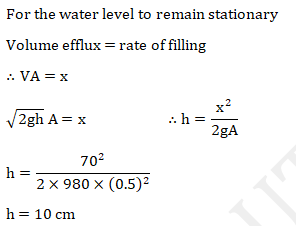 For the water level to remain stationary
Volume efflux = rate of filling
∴ VA = x
√2gh A = x ∴ h = x²/2gA
h = 70²/2 × 980 × (0.5)²
h = 10 cm